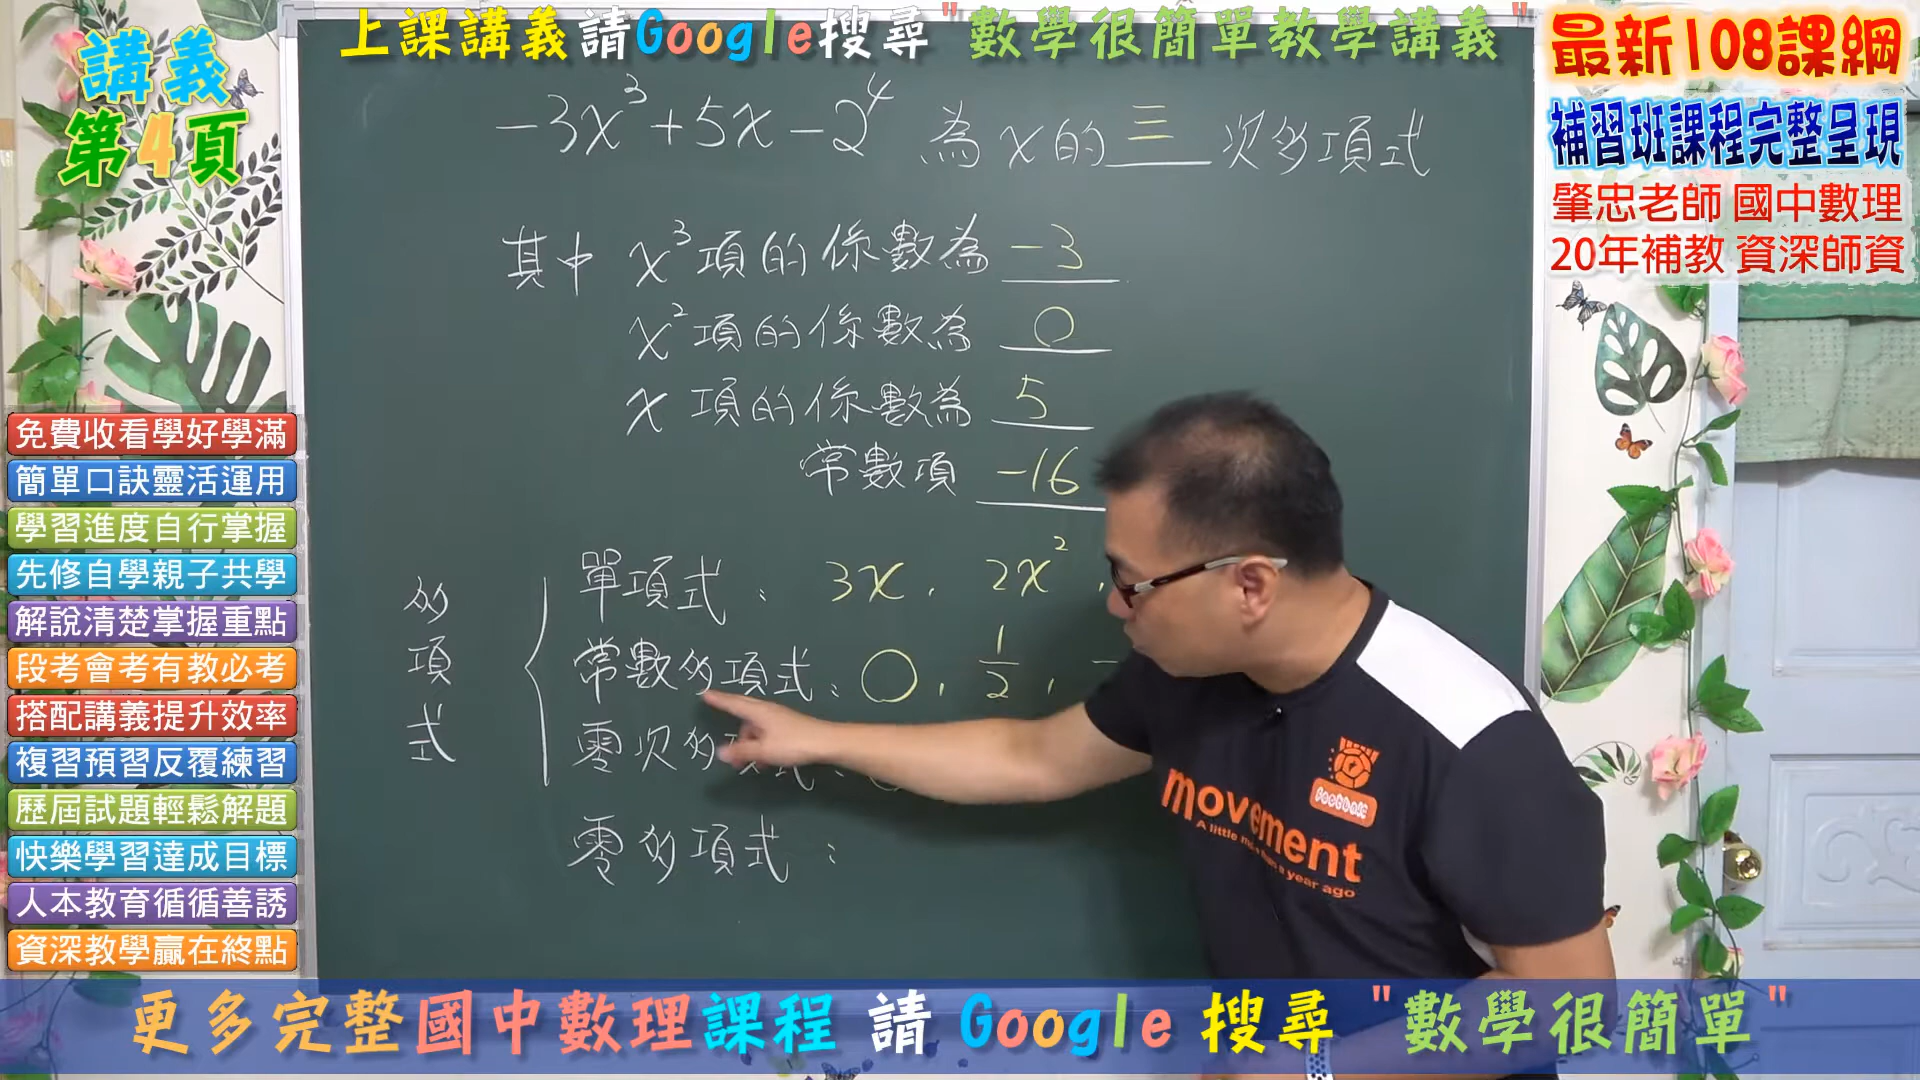 上課講義請Google搜尋"數學很簡單教學講義"
講義
第4頁
最新108課綱
補習班課程完整呈現
肇忠老師 國中數理
20年補教 資深師資
-3x³+5x-2⁴ 為x的三次多項式
其中 x³項的係數為 -3
x²項的係數為 0
x 項的係數為 5
常數項 -16
多項式
單項式: 3x, 2x²,
常數多項式: 0, 1/2, -
零次多項式:
零多項式:
免費收看學好學滿
簡單口訣靈活運用
學習進度自行掌握
先修自學親子共學
解說清楚掌握重點
段考會考有教必考
搭配講義提升效率
複習預習反覆練習
歷屆試題輕鬆解題
快樂學習達成目標
人本教育循循善誘
資深教學贏在終點
movement
A little
a year ago
更多完整國中數理課程 請 Google 搜尋 "數學很簡單"